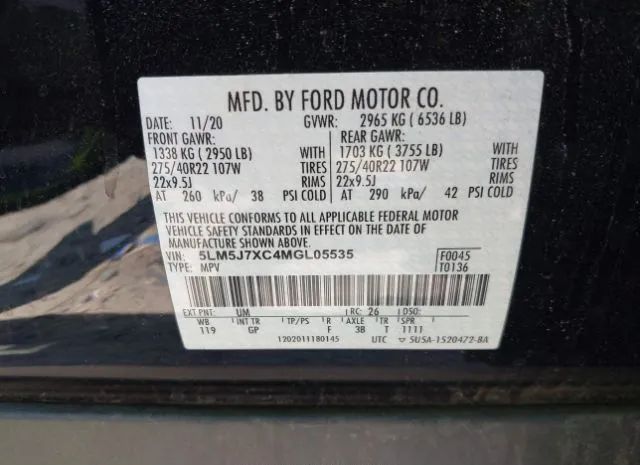 MFD. BY FORD MOTOR CO.
DATE: 11/20 GVWR: 2965 KG ( 6536 LB)
FRONT GAWR: REAR GAWR:
1338 KG ( 2950 LB) WITH 1703 KG ( 3755 LB) WITH
275/40R22 107W TIRES 275/40R22 107W TIRES
22x9.5J RIMS 22x9.5J RIMS
AT 260 kPa/ 38 PSI COLD AT 290 kPa/ 42 PSI COLD
THIS VEHICLE CONFORMS TO ALL APPLICABLE FEDERAL MOTOR
VEHICLE SAFETY STANDARDS IN EFFECT ON THE DATE OF
MANUFACTURE SHOWN ABOVE.
VIN: 5LM5J7XC4MGL05535 F0045
TYPE: MPV T0136
EXT PNT: UM RC: 26 DSO:
WB INT TR TP/PS R AXLE TR SPR
119 GP F 38 T 1111
1202011180145 UTC ▽ 5U5A-1520472-BA